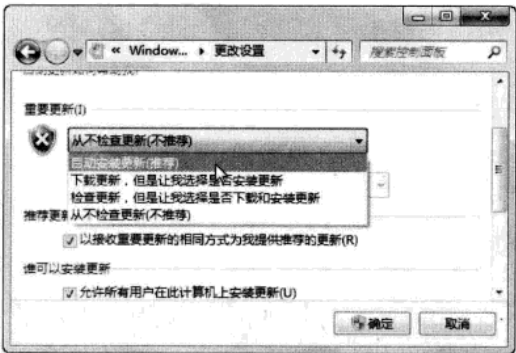 « Window... ▸ 更改设置
搜索控制面板
重要更新(I)
从不检查更新(不推荐)
自动安装更新(推荐)
下载更新，但是让我选择是否安装更新
检查更新，但是让我选择是否下载和安装更新
从不检查更新(不推荐)
推荐更新
以接收重要更新的相同方式为我提供推荐的更新(R)
谁可以安装更新
允许所有用户在此计算机上安装更新(U)
确定
取消